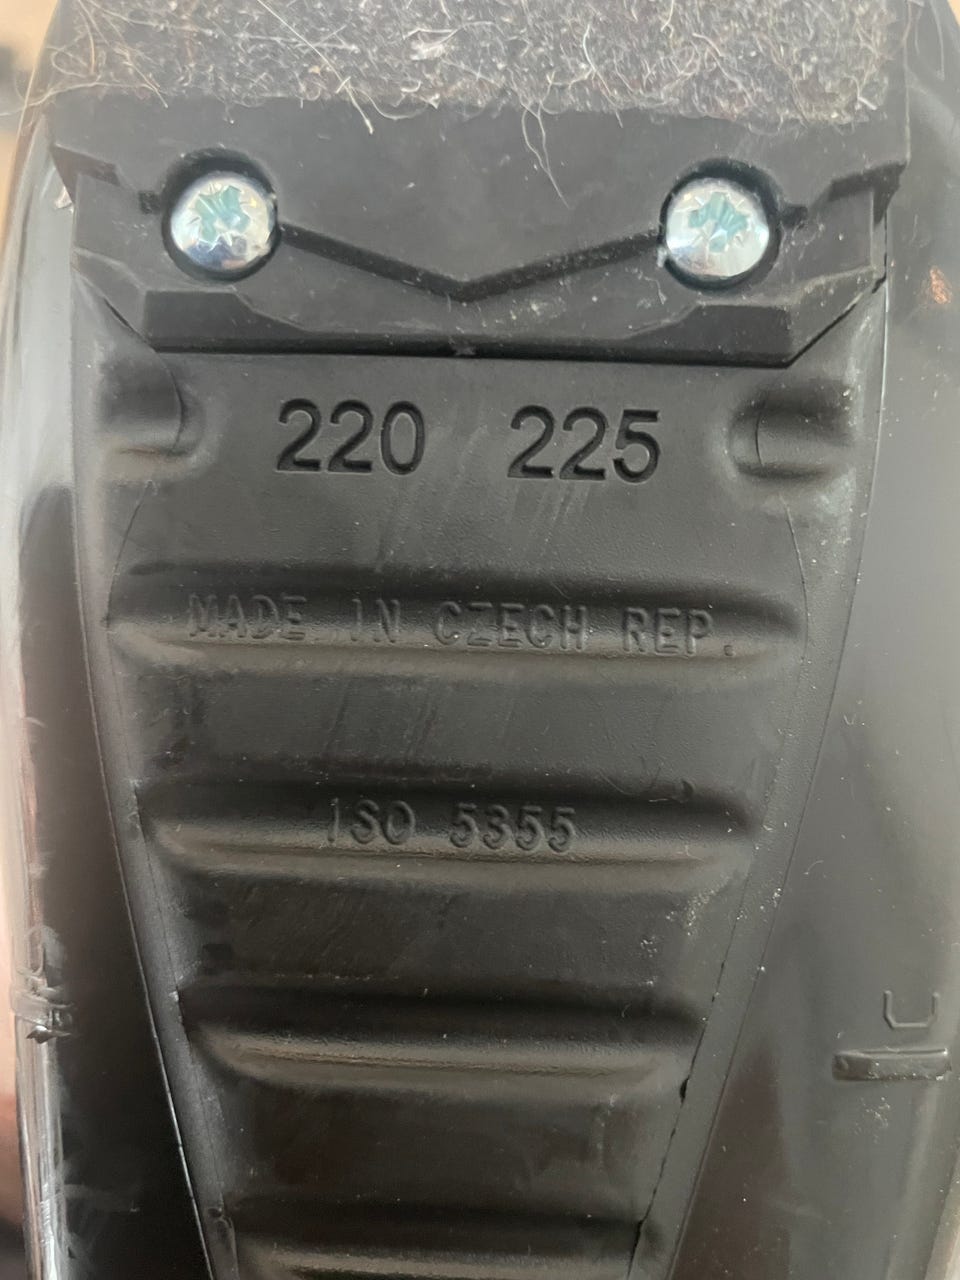 220 225
MADE IN CZECH REP.
ISO 5355